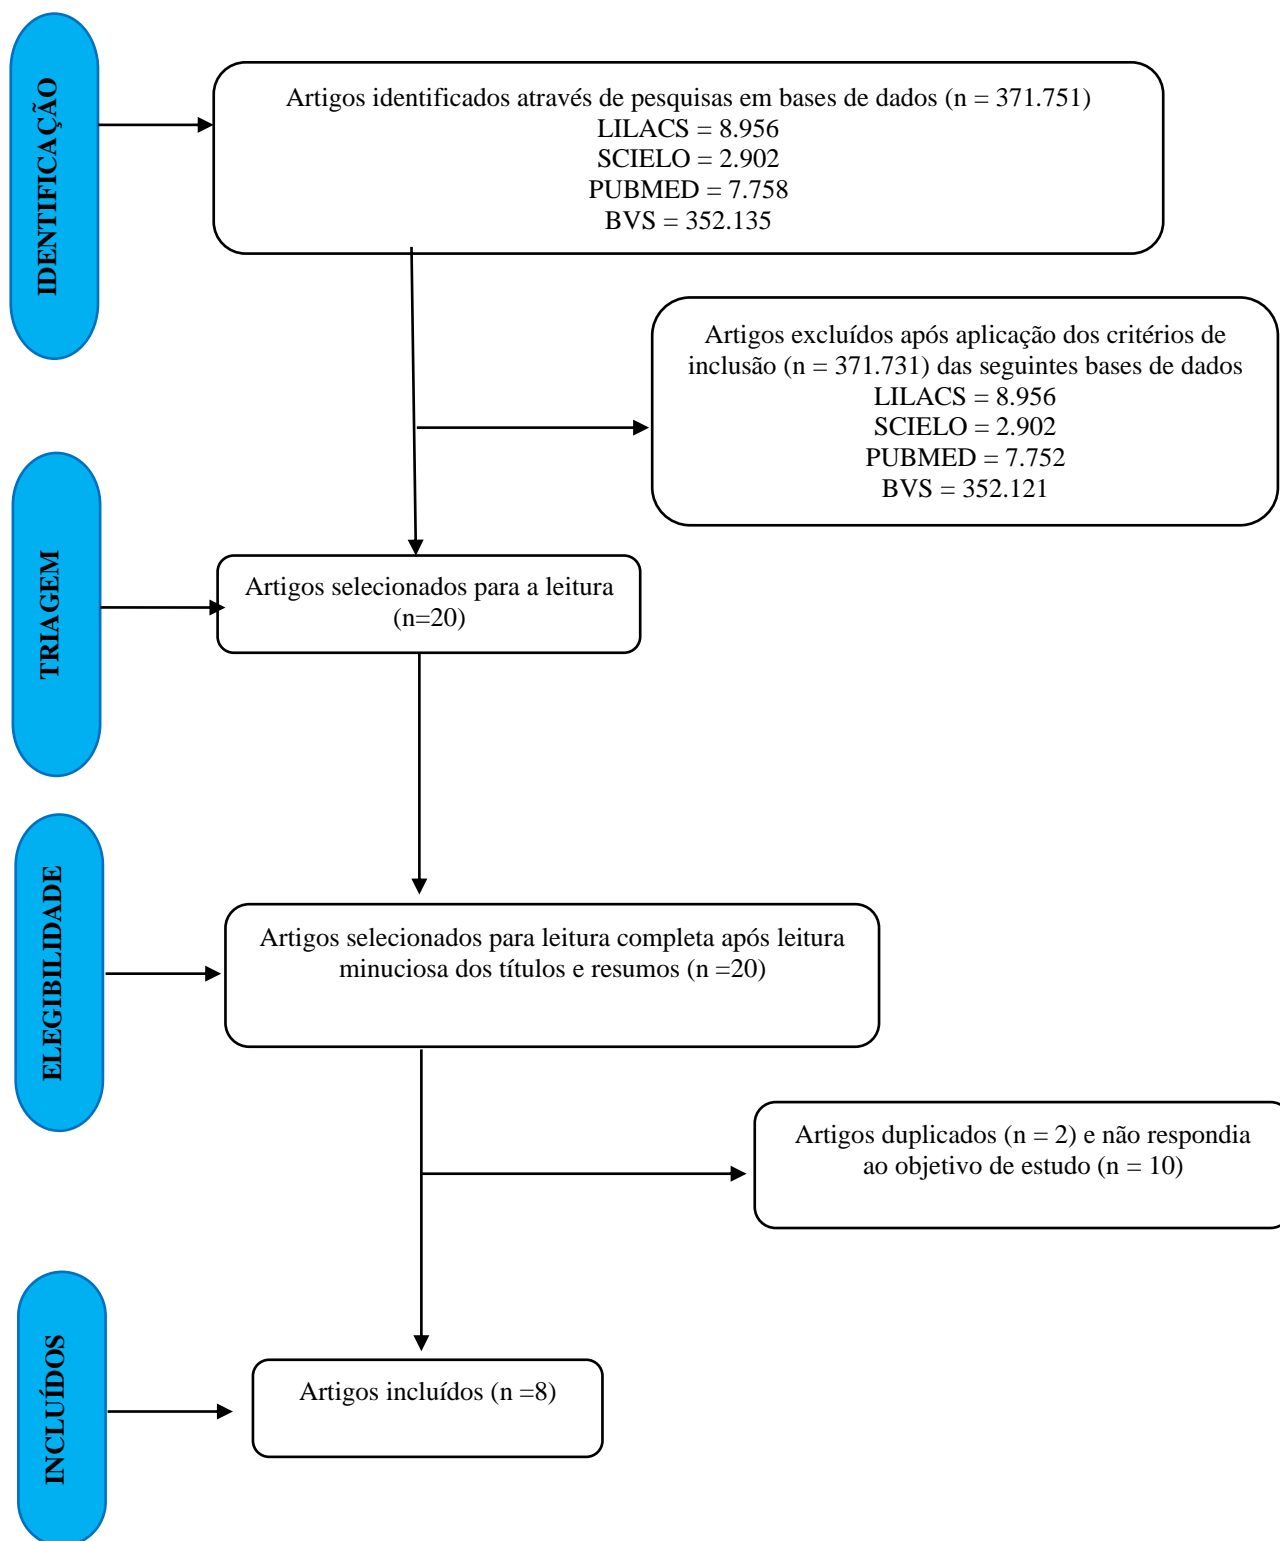 IDENTIFICAÇÃO
Artigos identificados através de pesquisas em bases de dados (n = 371.751)
LILACS = 8.956
SCIELO = 2.902
PUBMED = 7.758
BVS = 352.135
Artigos excluídos após aplicação dos critérios de
inclusão (n = 371.731) das seguintes bases de dados
LILACS = 8.956
SCIELO = 2.902
PUBMED = 7.752
BVS = 352.121
TRIAGEM
Artigos selecionados para a leitura
(n=20)
ELEGIBILIDADE
Artigos selecionados para leitura completa após leitura
minuciosa dos títulos e resumos (n =20)
Artigos duplicados (n = 2) e não respondia
ao objetivo de estudo (n = 10)
INCLUÍDOS
Artigos incluídos (n =8)